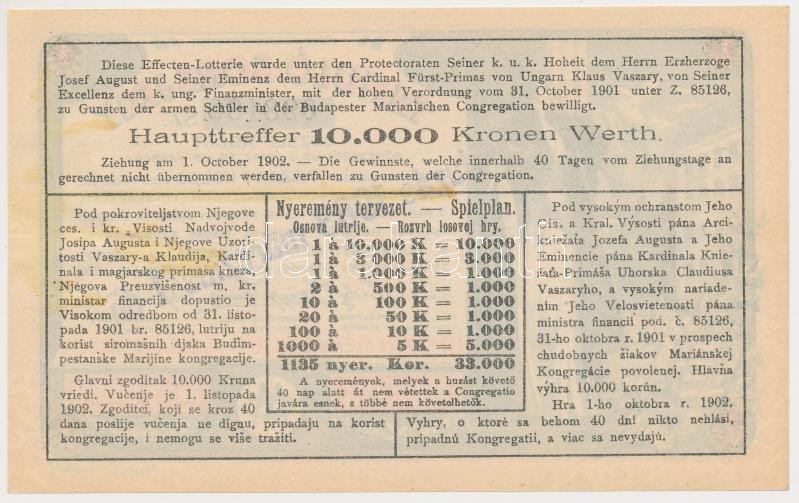 Diese Effecten-Lotterie wurde unter den Protectoraten Seiner k. u. k. Hoheit dem Herrn Erzherzoge
Josef August und Seiner Eminenz dem Herrn Cardinal Fürst-Primas von Ungarn Klaus Vaszary, von Seiner
Excellenz dem k. ung. Finanzminister, mit der hohen Verordnung vom 31. October 1901 unter Z. 85126,
zu Gunsten der armen Schüler in der Budapester Marianischen Congregation bewilligt.
Haupttreffer 10.000 Kronen Werth.
Ziehung am 1. October 1902. — Die Gewinnste, welche innerhalb 40 Tagen vom Ziehungstage an
gerechnet nicht übernommen werden, verfallen zu Gunsten der Congregation.
Pod pokroviteljstvom Njegove
ces. i kr. Visosti Nadvojvode
Josipa Augusta i Njegove Uzori-
tosti Vaszary-a Klaudija, Kardi-
nala i magjarskog primasa kneza,
Njegova Preuzvišenost m. kr.
ministar financija dopustio je
Visokom odredbom od 31. listo-
pada 1901 br. 85126, lutriju na
korist siromašnih djaka Budim-
pestanske Marijine kongregacije.
Glavni zgoditak 10.000 Kruna
vriedi. Vučenje je 1. listopada
1902. Zgoditci, koji se kroz 40
dana poslije vučenja ne dignu, pripadaju na korist
kongregacije, i nemogu se više tražiti.
Nyeremény tervezet. — Spielplan.
Osnova lutrije. — Rozvrh losovej hry.
1 à 10.000 K = 10.000
1 à 3 000 K = 3.000
1 à 1.000 K = 1.000
2 à 500 K = 1.000
10 à 100 K = 1.000
20 à 50 K = 1.000
100 à 10 K = 1.000
1000 à 5 K = 5.000
1135 nyer. Kor. 33.000
A nyeremények, melyek a huzást követő
40 nap alatt át nem vétettek a Congregatio
javára esnek, s többé nem követelhetők.
Pod vysokým ochranstom Jeho
Cis. a Kral. Výsosti pána Arci-
kniežaťa Jozefa Augusta a Jeho
Eminencie pána Kardinala Knie-
žaťa-Primáša Uhorska Claudiusa
Vaszaryho, a vysokým nariade-
ním Jeho Velosvietenosti pána
ministra financií pod. č. 85126,
31-ho oktobra r. 1901 v prospech
chudobnych žiakov Mariánskej
Kongregácie povolenej. Hlavňa
výhra 10.000 korún.
Hra 1-ho oktobra r. 1902.
Vyhry, o ktoré sa behom 40 dní nikto nehlási,
pripadnú Kongregatii, a viac sa nevydajú.